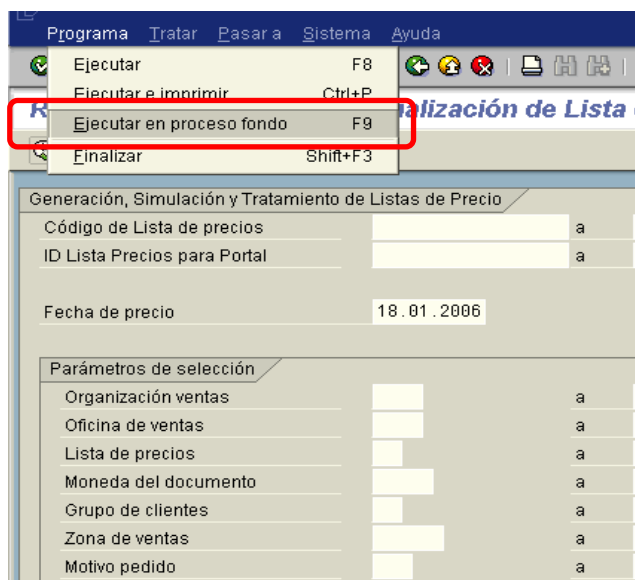 Programa Tratar Pasar a Sistema Ayuda
Ejecutar F8
Ejecutar e imprimir Ctrl+P
alización de Lista
Ejecutar en proceso fondo F9
Finalizar Shift+F3
Generación, Simulación y Tratamiento de Listas de Precio
Código de Lista de precios a
ID Lista Precios para Portal a
Fecha de precio 18.01.2006
Parámetros de selección
Organización ventas a
Oficina de ventas a
Lista de precios a
Moneda del documento a
Grupo de clientes a
Zona de ventas a
Motivo pedido a